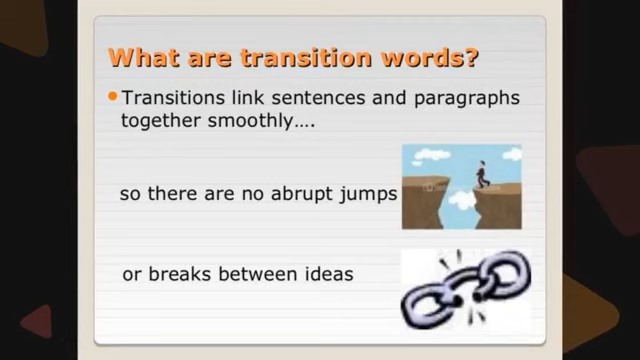 What are transition words?
Transitions link sentences and paragraphs
together smoothly….
so there are no abrupt jumps
or breaks between ideas